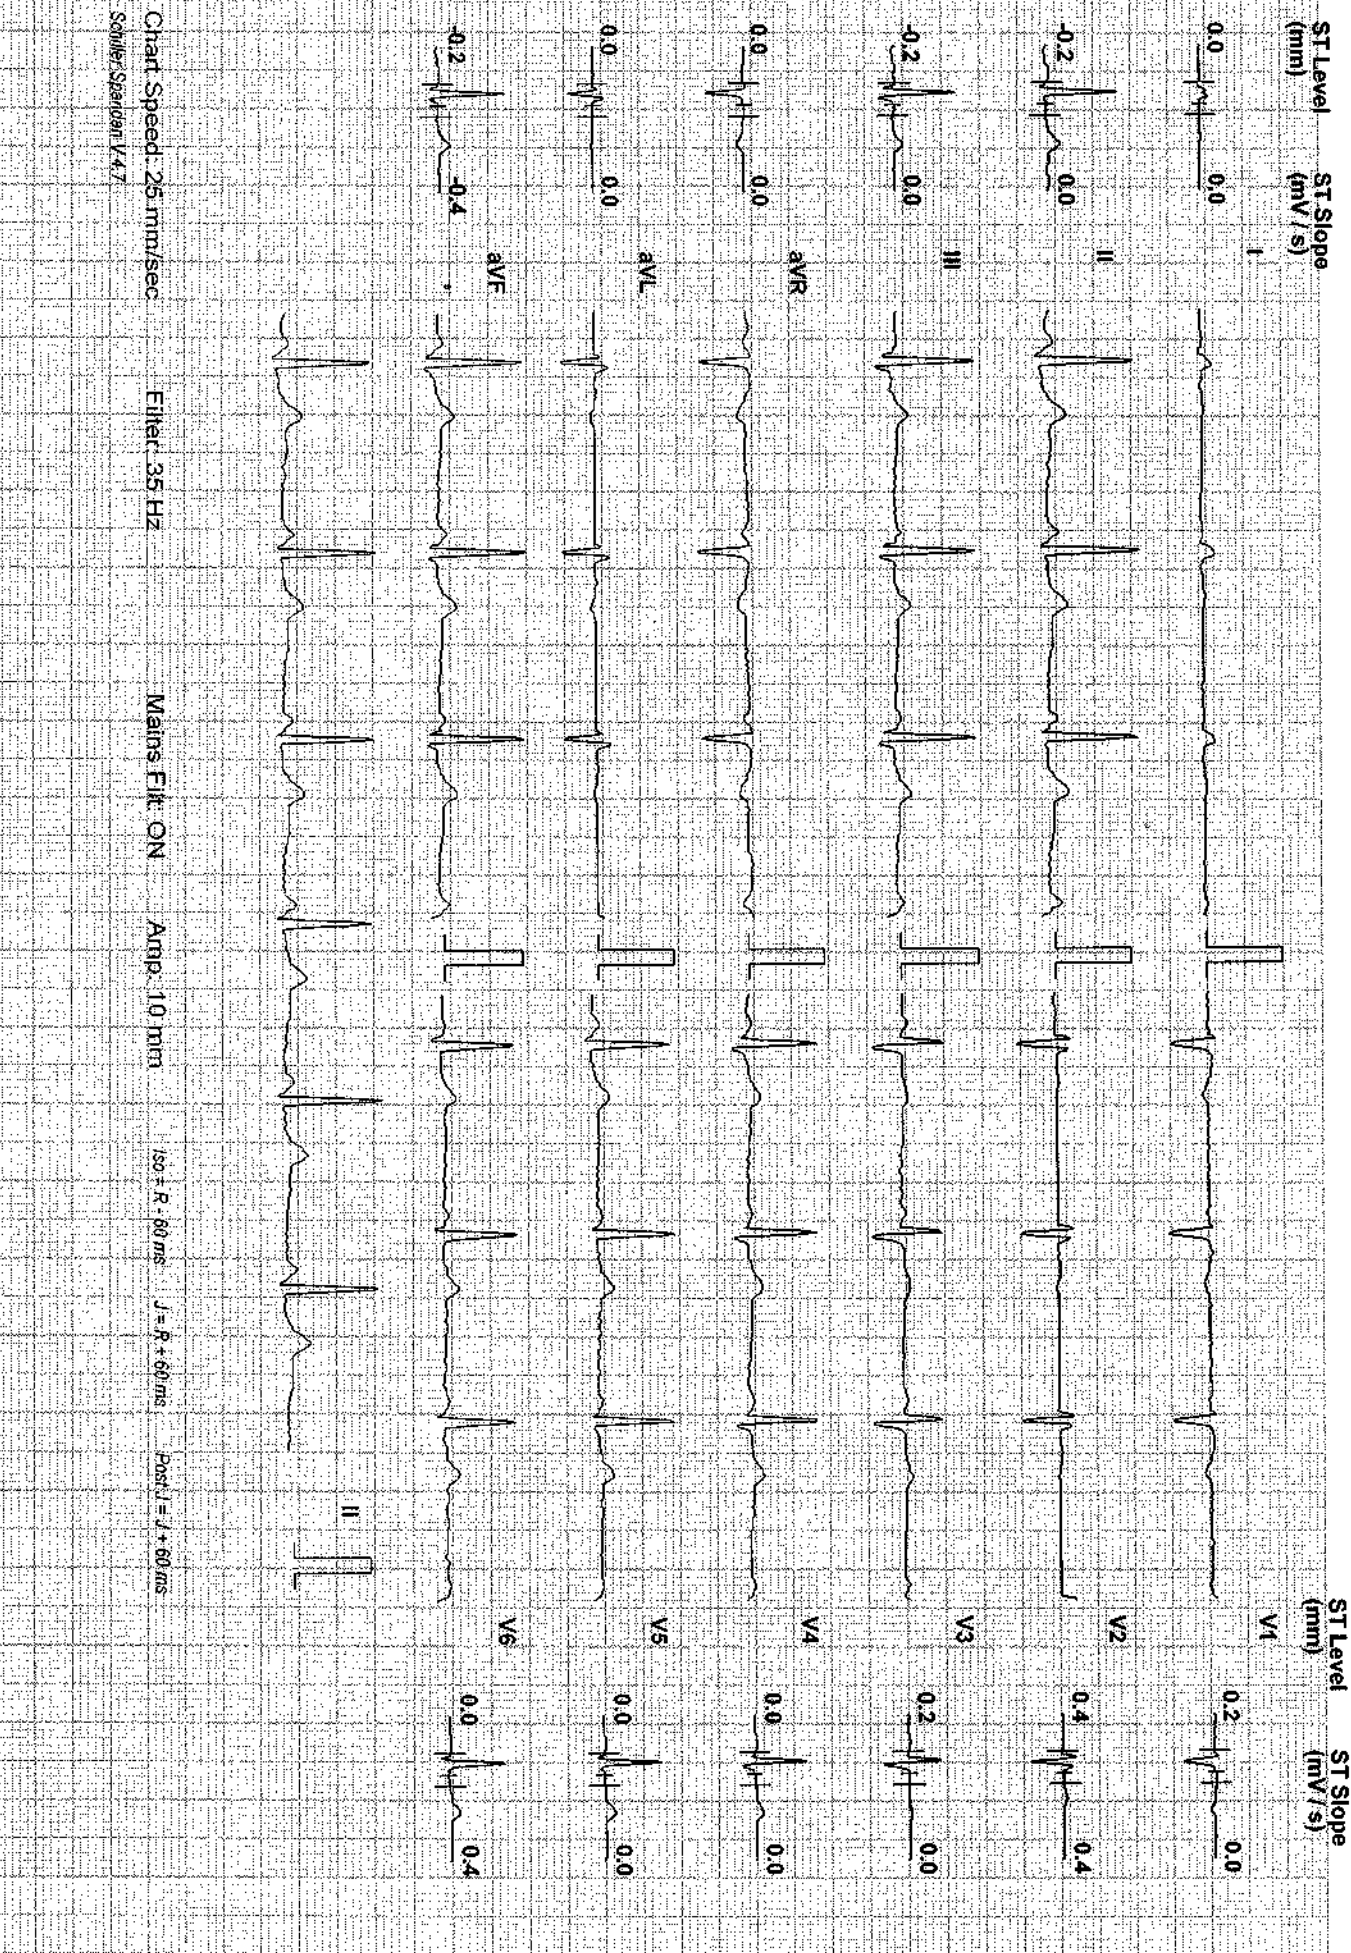 ST Level ST Slope
(mm) (mV / s)
I
0.0 0.0
II
-0.2 0.0
III
-0.2 0.0
aVR
0.0 0.0
aVL
0.0 0.0
aVF
-0.2 -0.4
ST Level ST Slope
(mm) (mV / s)
V1
0.2 0.0
V2
0.4 0.4
V3
0.2 0.0
V4
0.0 0.0
V5
0.0 0.0
V6
0.0 0.4
II
Chart Speed: 25 mm/sec Filter: 35 Hz Mains Filt: ON Amp: 10 mm Iso = R - 60 ms J = R + 60 ms Post J = J + 60 ms
Schiller Spandan V 4.7